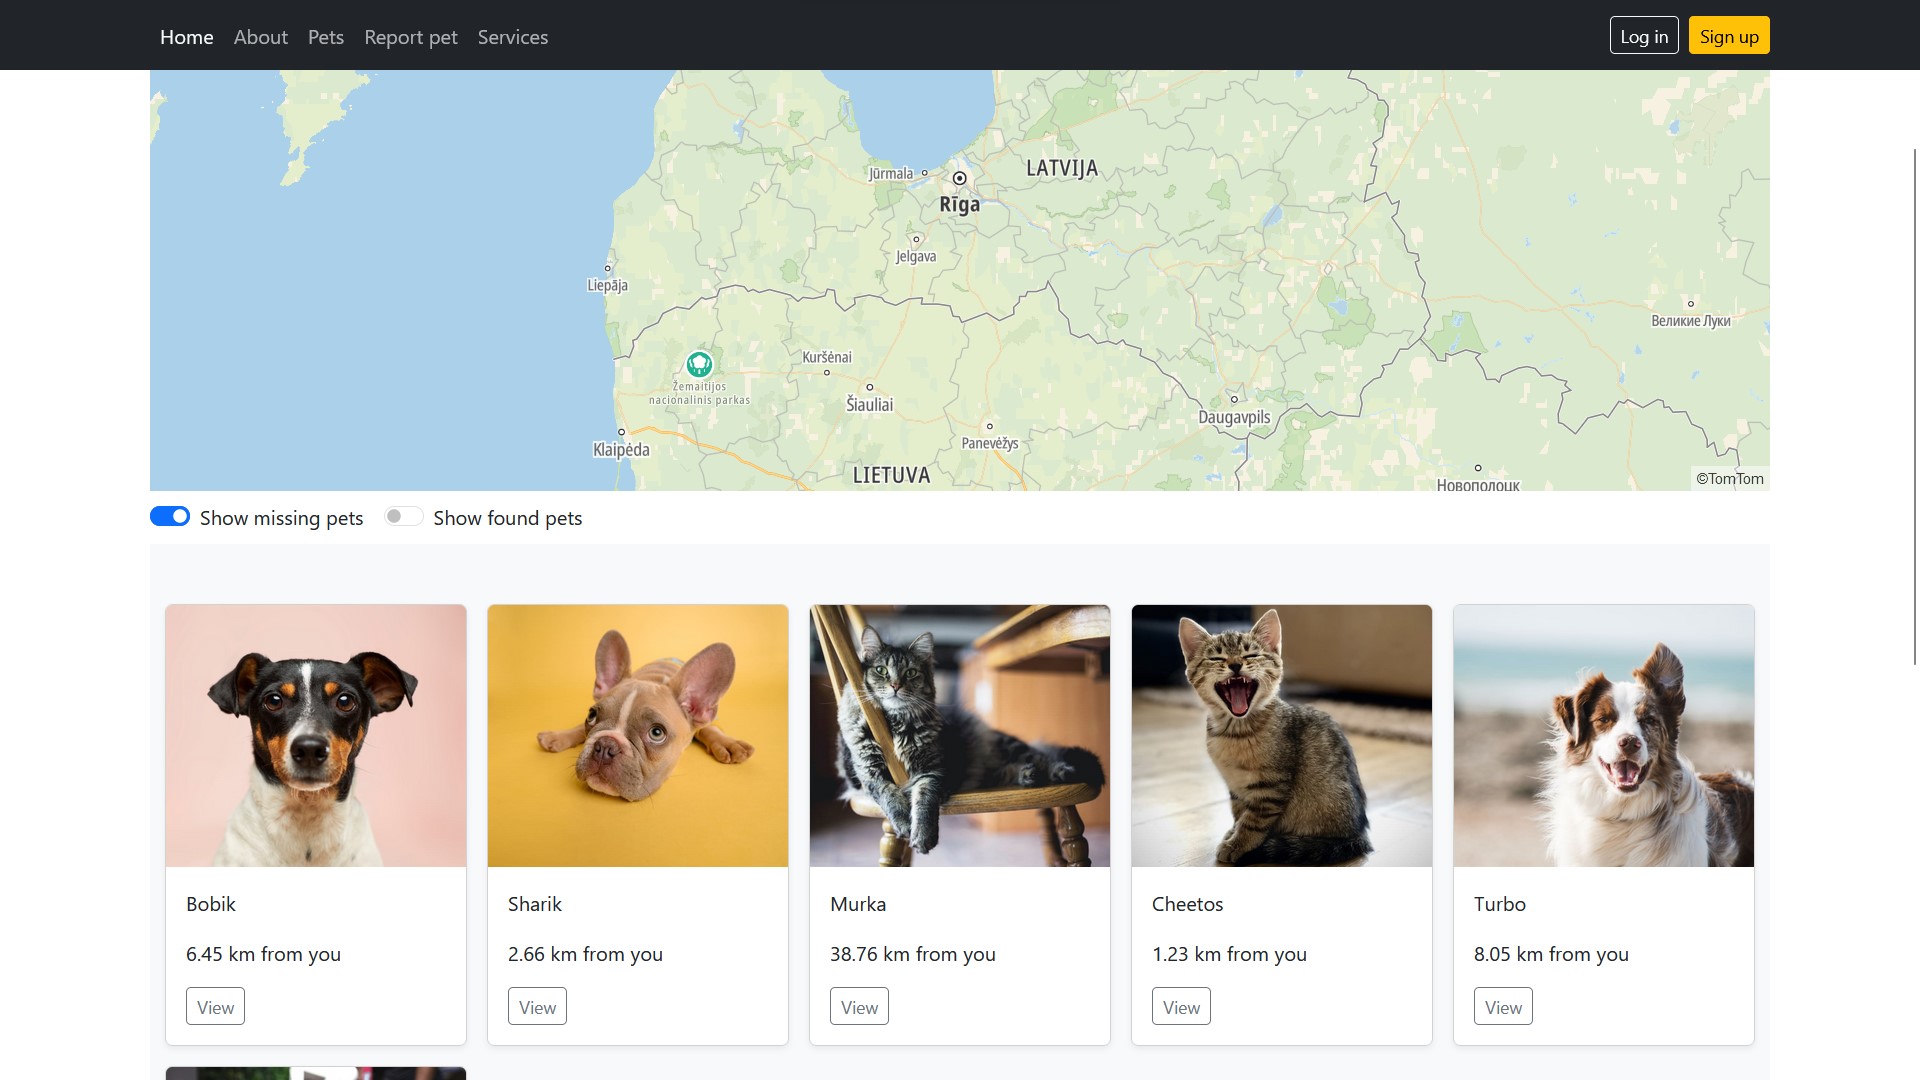 Home About Pets Report pet Services Log in Sign up
LATVIJA
Jūrmala
Rīga
Jelgava
Liepāja
Великие Луки
Kuršėnai
Žemaitijos
nacionalinis parkas
Šiauliai
Daugavpils
Panevėžys
Klaipėda
LIETUVA
©TomTom
Новополоцк
Show missing pets Show found pets
Bobik Sharik Murka Cheetos Turbo
6.45 km from you 2.66 km from you 38.76 km from you 1.23 km from you 8.05 km from you
View View View View View